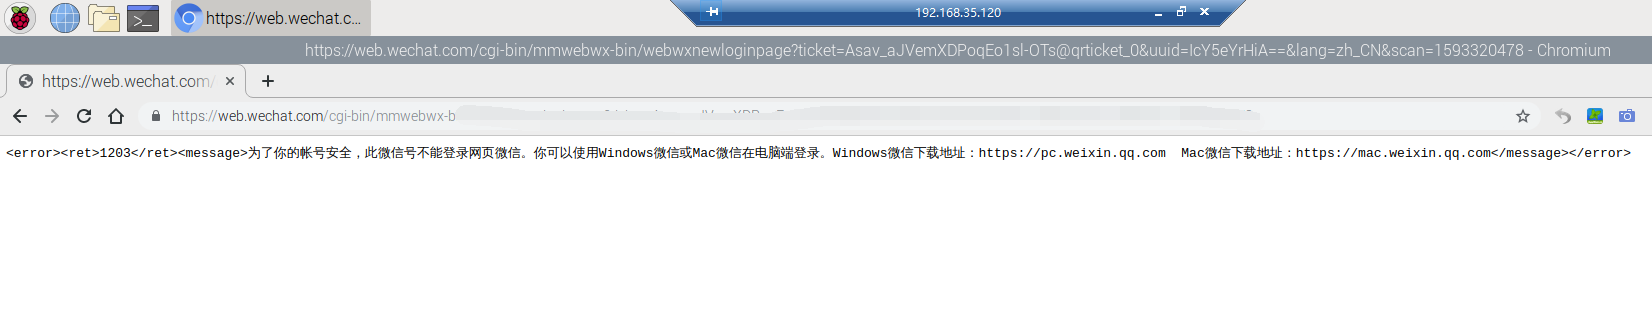 https://web.wechat.c...
192.168.35.120
https://web.wechat.com/cgi-bin/mmwebwx-bin/webwxnewloginpage?ticket=Asav_aJVemXDPoqEo1sl-OTs@qrticket_0&uuid=IcY5eYrHiA==&lang=zh_CN&scan=1593320478 - Chromium
https://web.wechat.com/
https://web.wechat.com/cgi-bin/mmwebwx-b
<error><ret>1203</ret><message>为了你的帐号安全，此微信号不能登录网页微信。你可以使用Windows微信或Mac微信在电脑端登录。Windows微信下载地址：https://pc.weixin.qq.com  Mac微信下载地址：https://mac.weixin.qq.com</message></error>